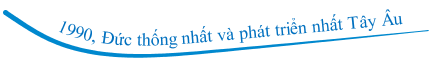 1990, Đức thống nhất và phát triển nhất Tây Âu